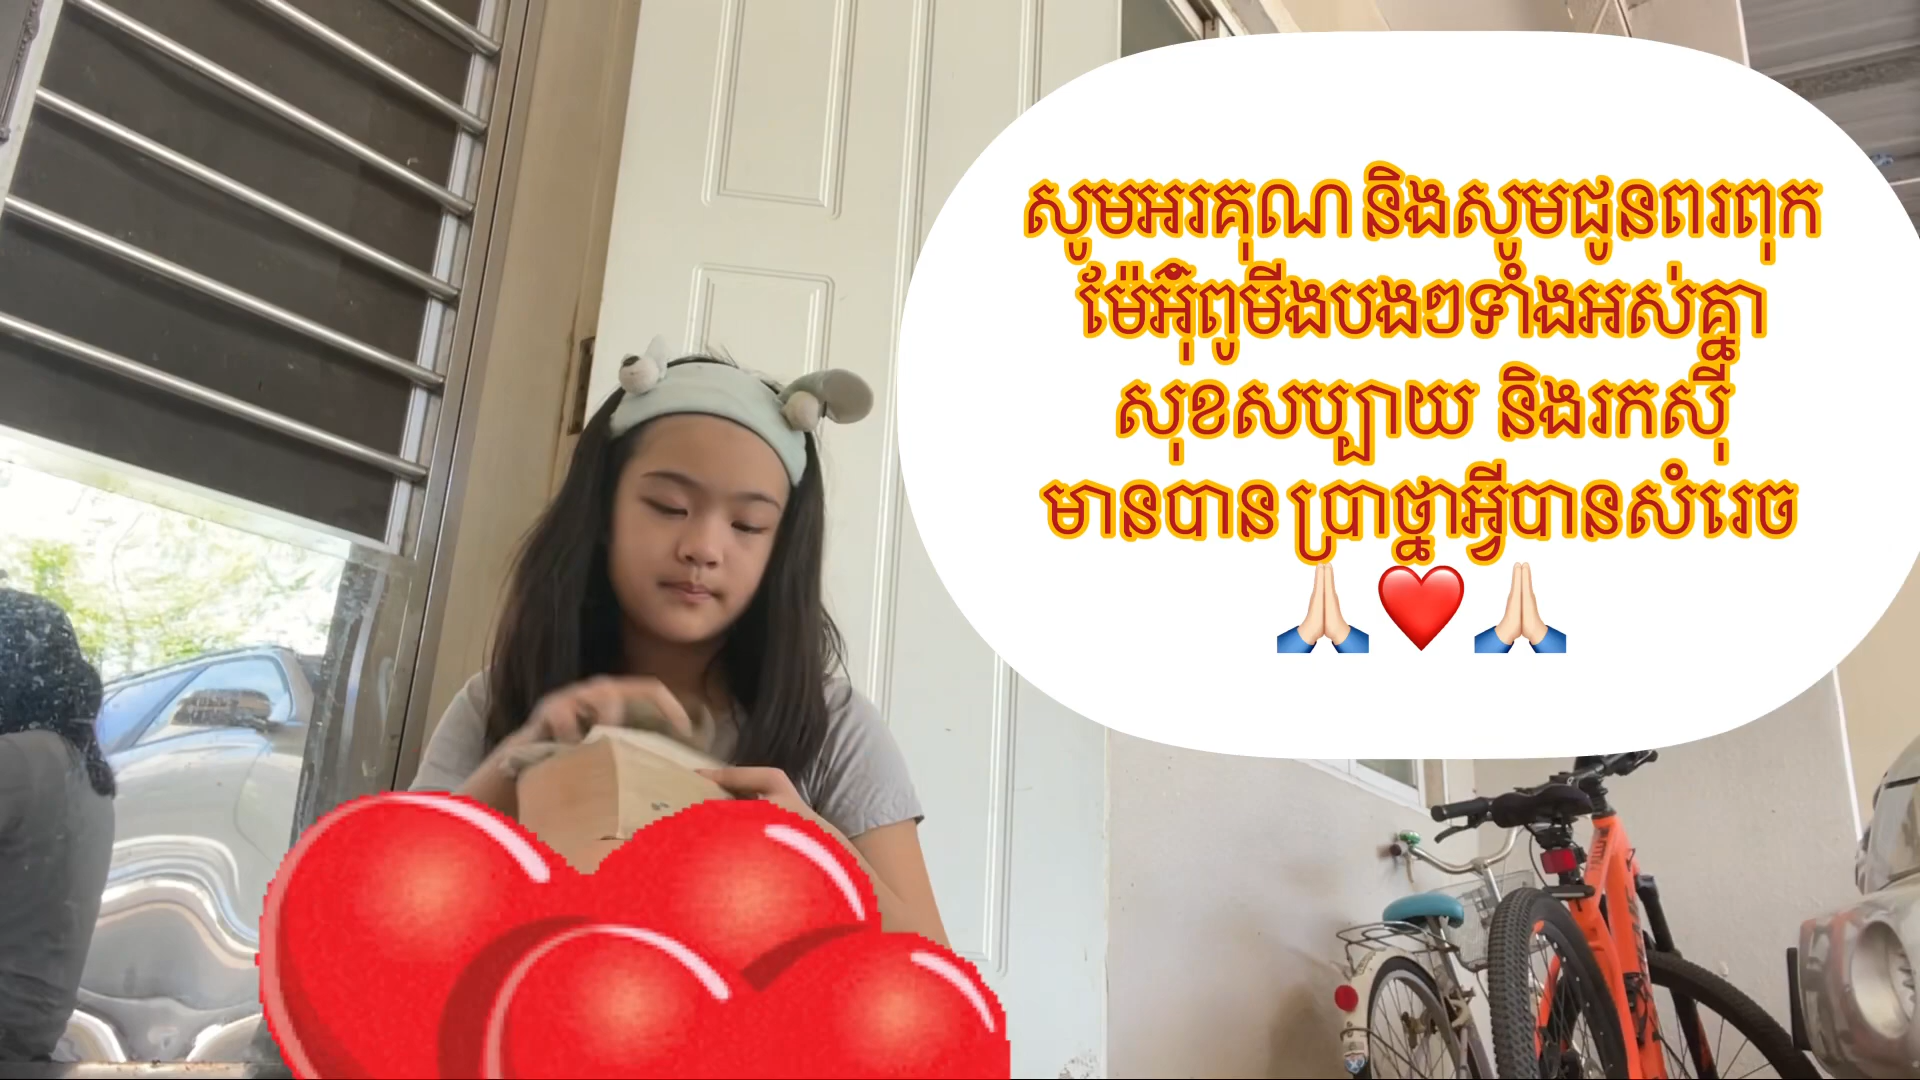 សូមអរគុណ និងសូមជូនពរពុក
ម៉ែអ៊ុំពូមីងបងៗទាំងអស់គ្នា
សុខសប្បាយ និងរកស៊ី
មានបាន ប្រាថ្នាអ្វីបានសំរេច
🙏🏻❤️🙏🏻